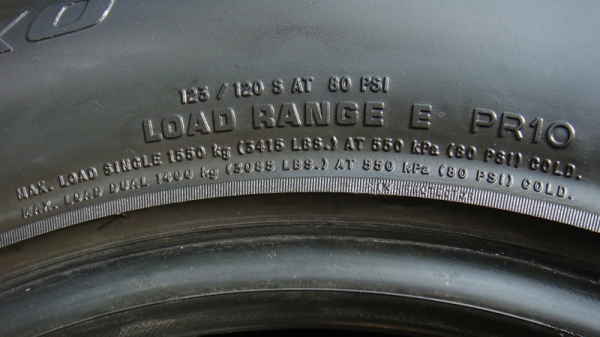 123 / 120 S AT 80 PSI
LOAD RANGE E PR10
MAX. LOAD SINGLE 1550 kg (3415 LBS.) AT 550 kPa (80 PSI) COLD.
MAX. LOAD DUAL 1400 kg (3085 LBS.) AT 550 kPa (80 PSI) COLD.